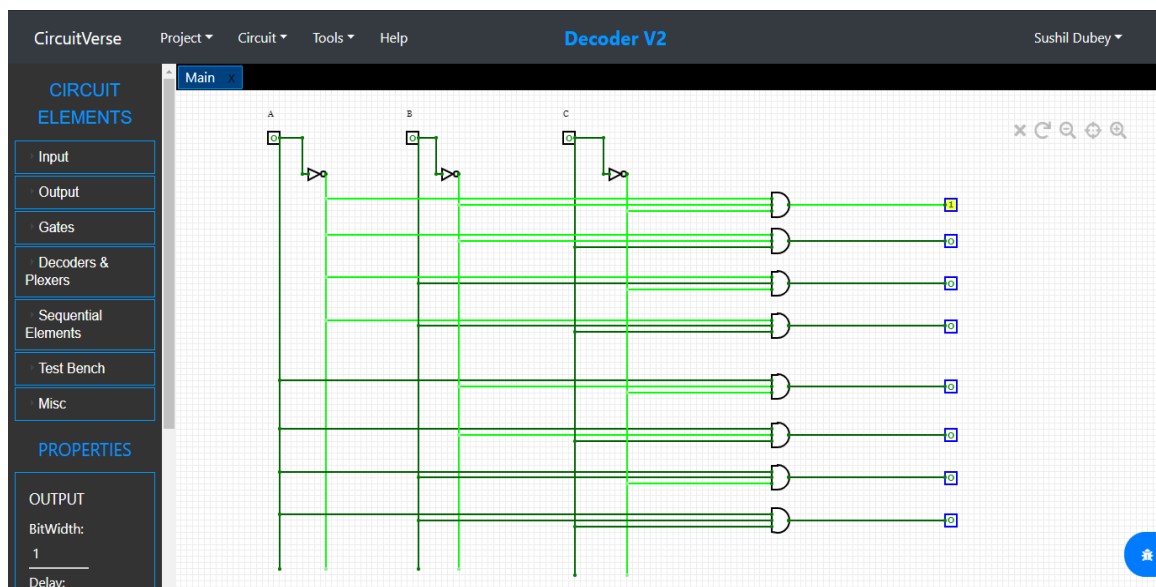 CircuitVerse Project Circuit Tools Help Decoder V2 Sushil Dubey
Main x
CIRCUIT
ELEMENTS
Input
Output
Gates
Decoders &
Plexers
Sequential
Elements
Test Bench
Misc
PROPERTIES
OUTPUT
BitWidth:
1
Delay:
A B C
0 0 0
1
0
0
0
0
0
0
0